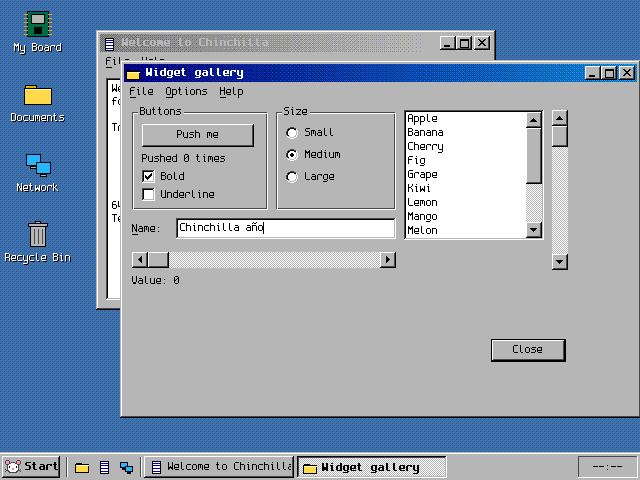 My Board
Documents
Network
Recycle Bin
Welcome to Chinchilla
File Help
Widget gallery
File Options Help
Buttons
Push me
Pushed 0 times
Bold
Underline
Size
Small
Medium
Large
Apple
Banana
Cherry
Fig
Grape
Kiwi
Lemon
Mango
Melon
Name:
Chinchilla año
Value: 0
Close
Start
Welcome to Chinchilla
Widget gallery
--:--